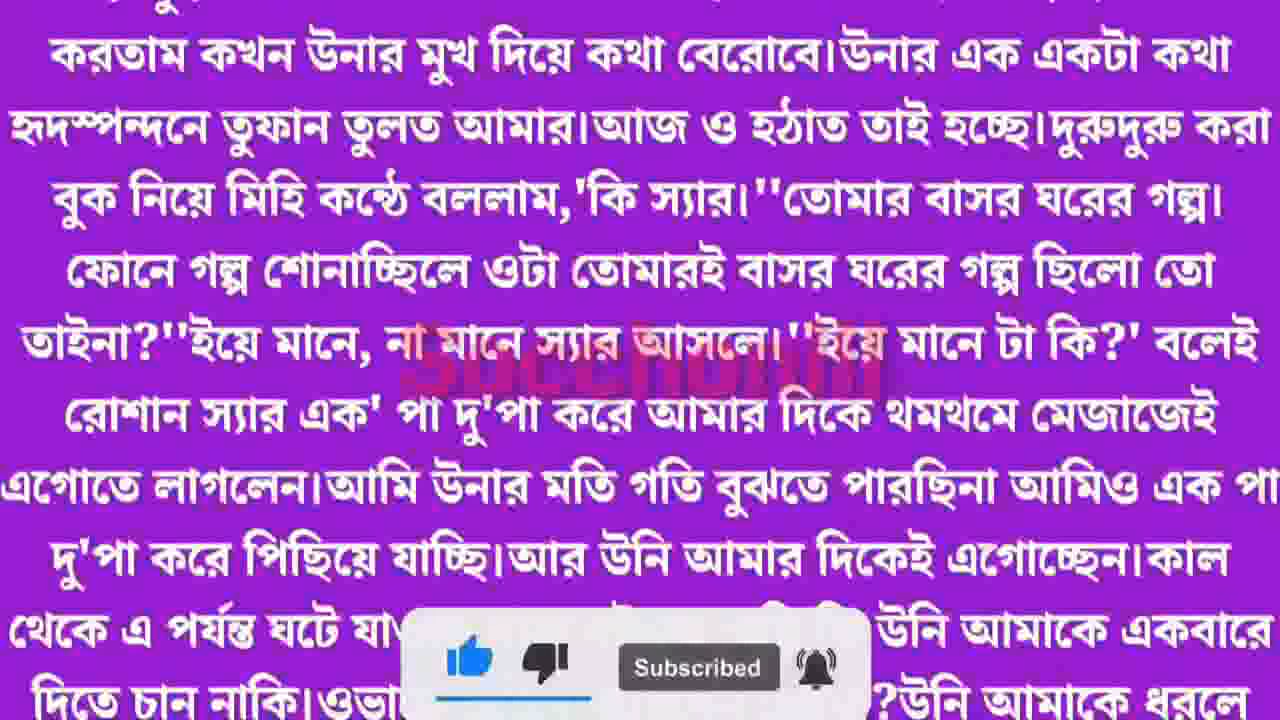 করতাম কখন উনার মুখ দিয়ে কথা বেরোবে।উনার এক একটা কথা
হৃদস্পন্দনে তুফান তুলত আমার।আজ ও হঠাত তাই হচ্ছে।দুরুদুরু করা
বুক নিয়ে মিহি কন্ঠে বললাম,'কি স্যার।''তোমার বাসর ঘরের গল্প।
ফোনে গল্প শোনাচ্ছিলে ওটা তোমারই বাসর ঘরের গল্প ছিলো তো
তাইনা?''ইয়ে মানে, না মানে স্যার আসলে।''ইয়ে মানে টা কি?' বলেই
রোশান স্যার এক' পা দু'পা করে আমার দিকে থমথমে মেজাজেই
এগোতে লাগলেন।আমি উনার মতি গতি বুঝতে পারছিনা আমিও এক পা
দু'পা করে পিছিয়ে যাচ্ছি।আর উনি আমার দিকেই এগোচ্ছেন।কাল
থেকে এ পর্যন্ত ঘটে উনি আমাকে একবারে
দিতে চান নাকি। ?উনি আমাকে ধরলে
Subscribed